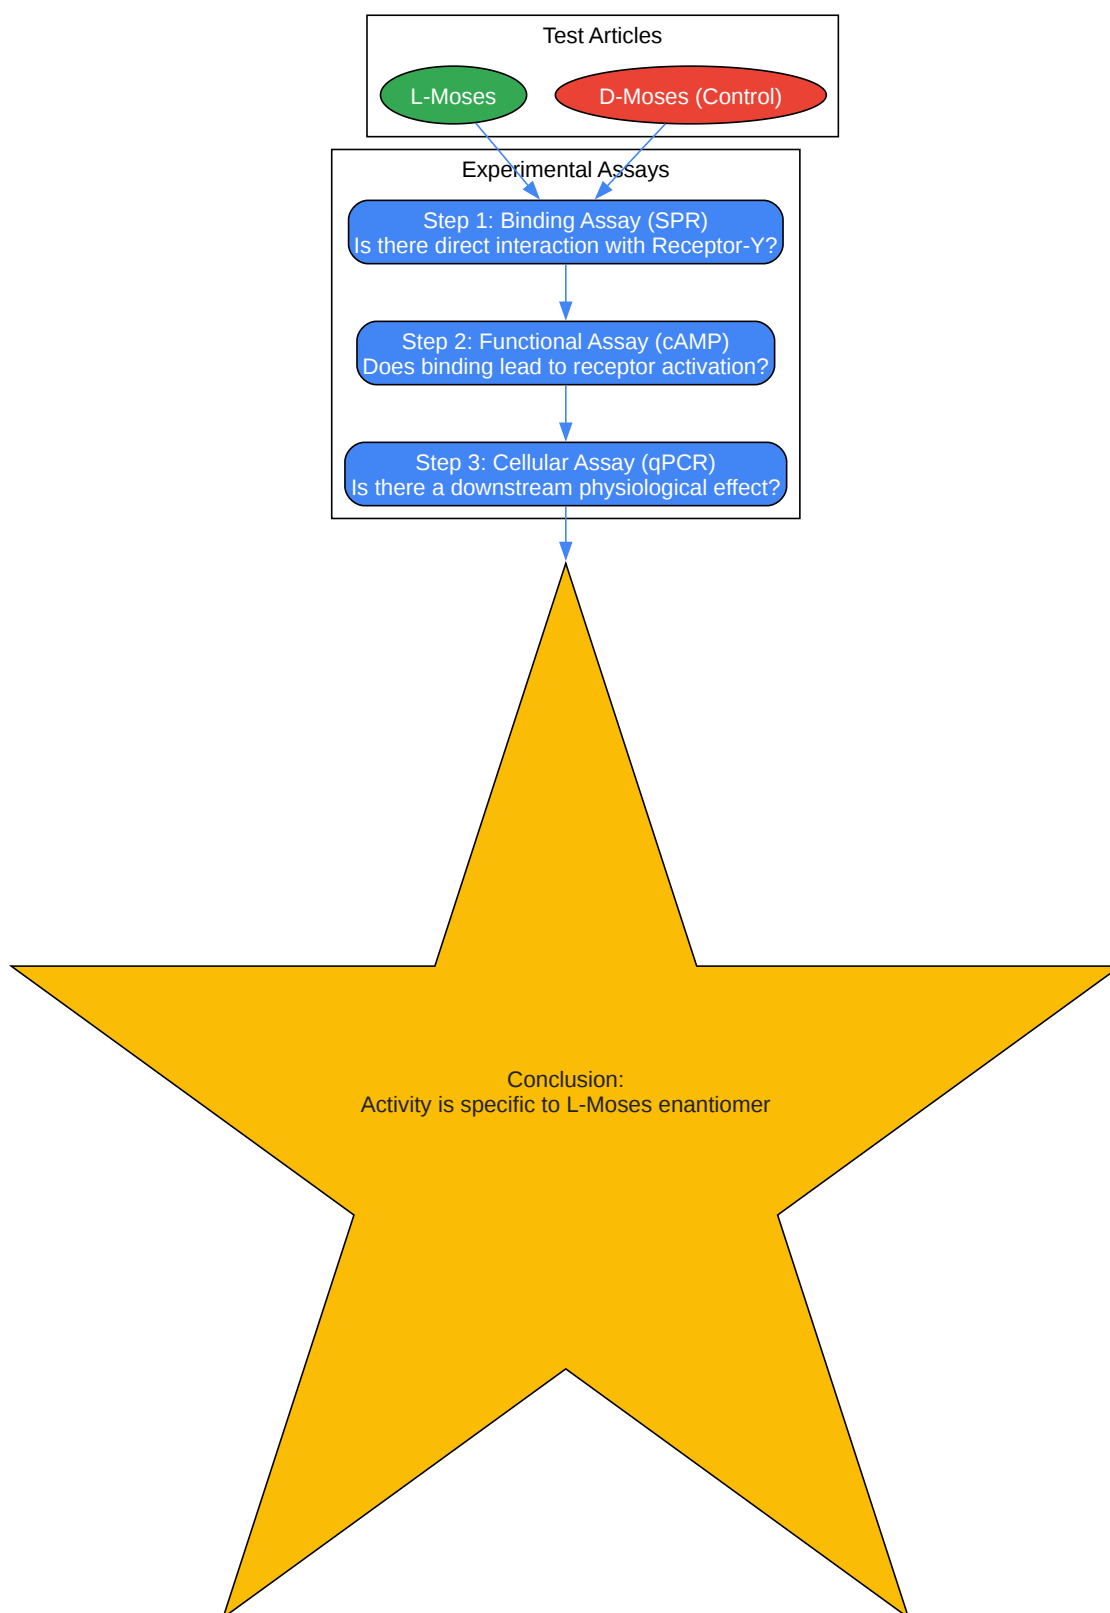 Test Articles
L-Moses
D-Moses (Control)
Experimental Assays
Step 1: Binding Assay (SPR)
Is there direct interaction with Receptor-Y?
Step 2: Functional Assay (cAMP)
Does binding lead to receptor activation?
Step 3: Cellular Assay (qPCR)
Is there a downstream physiological effect?
Conclusion:
Activity is specific to L-Moses enantiomer